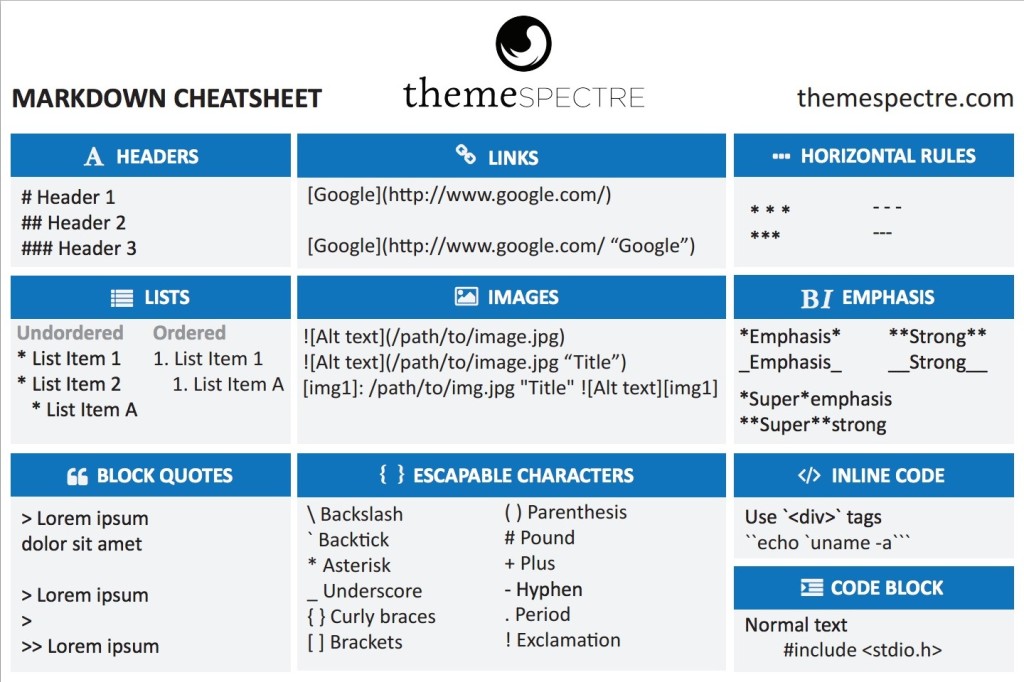 MARKDOWN CHEATSHEET
themeSPECTRE
themespectre.com
HEADERS
# Header 1
## Header 2
### Header 3
LINKS
[Google](http://www.google.com/)
[Google](http://www.google.com/ “Google”)
HORIZONTAL RULES
* * * - - -
*** ---
LISTS
Undordered Ordered
* List Item 1 1. List Item 1
* List Item 2 1. List Item A
* List Item A
IMAGES
![Alt text](/path/to/image.jpg)
![Alt text](/path/to/image.jpg “Title”)
[img1]: /path/to/img.jpg "Title" ![Alt text][img1]
BI EMPHASIS
*Emphasis* **Strong**
_Emphasis_ __Strong__
*Super*emphasis
**Super**strong
BLOCK QUOTES
> Lorem ipsum
dolor sit amet
> Lorem ipsum
>
>> Lorem ipsum
{ } ESCAPABLE CHARACTERS
\ Backslash
` Backtick
* Asterisk
_ Underscore
{ } Curly braces
[ ] Brackets
( ) Parenthesis
# Pound
+ Plus
- Hyphen
. Period
! Exclamation
</> INLINE CODE
Use `<div>` tags
``echo `uname -a```
CODE BLOCK
Normal text
#include <stdio.h>